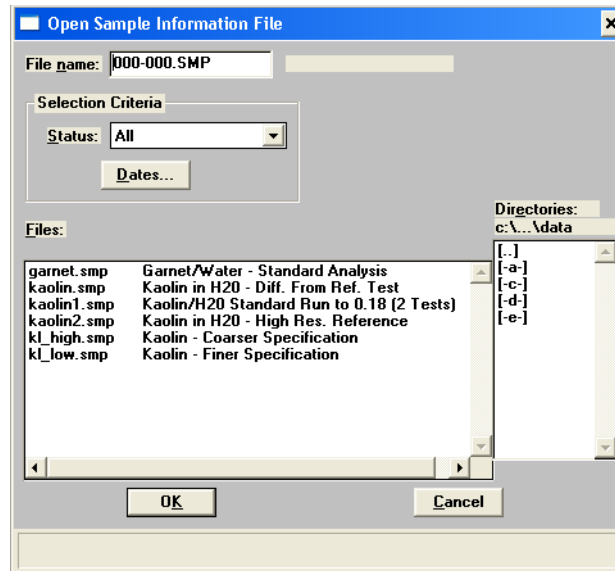 Open Sample Information File
File name: 000-000.SMP
Selection Criteria
Status: All
Dates...
Directories:
c:\...\data
Files:
[..]
[-a-]
[-c-]
[-d-]
[-e-]
garnet.smp Garnet/Water - Standard Analysis
kaolin.smp Kaolin in H20 - Diff. From Ref. Test
kaolin1.smp Kaolin/H20 Standard Run to 0.18 (2 Tests)
kaolin2.smp Kaolin in H20 - High Res. Reference
kl_high.smp Kaolin - Coarser Specification
kl_low.smp Kaolin - Finer Specification
OK
Cancel